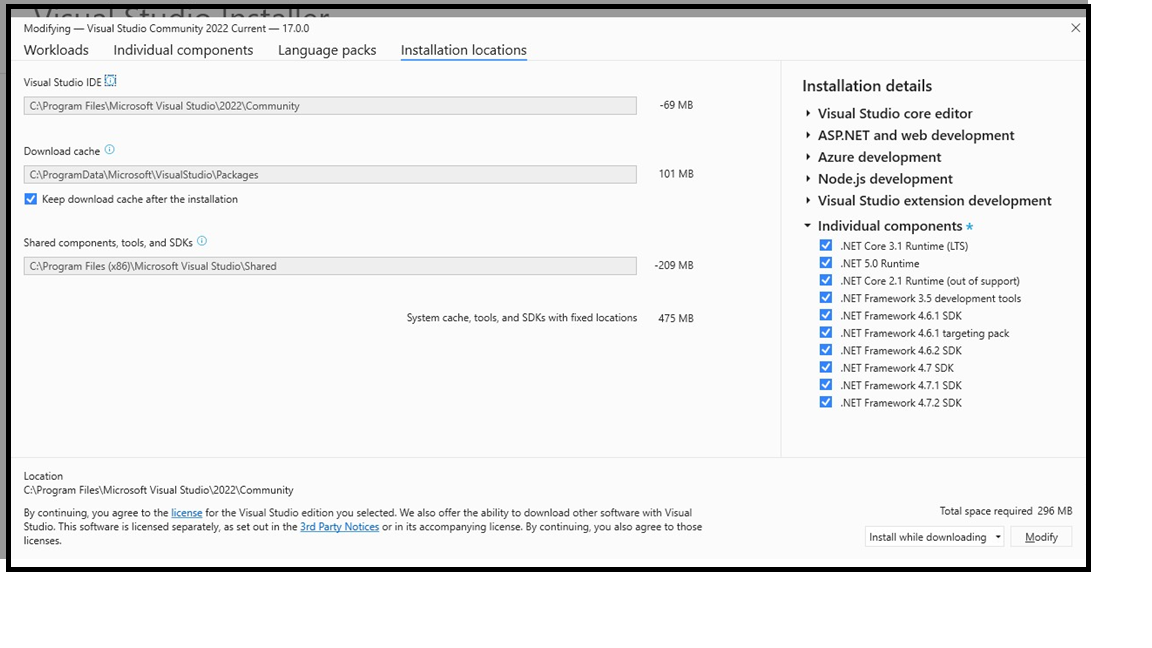 Visual Studio Installer
Modifying — Visual Studio Community 2022 Current — 17.0.0
Workloads Individual components Language packs Installation locations
Visual Studio IDE
C:\Program Files\Microsoft Visual Studio\2022\Community -69 MB
Download cache
C:\ProgramData\Microsoft\VisualStudio\Packages 101 MB
Keep download cache after the installation
Shared components, tools, and SDKs
C:\Program Files (x86)\Microsoft Visual Studio\Shared -209 MB
System cache, tools, and SDKs with fixed locations 475 MB
Installation details
Visual Studio core editor
ASP.NET and web development
Azure development
Node.js development
Visual Studio extension development
Individual components *
.NET Core 3.1 Runtime (LTS)
.NET 5.0 Runtime
.NET Core 2.1 Runtime (out of support)
.NET Framework 3.5 development tools
.NET Framework 4.6.1 SDK
.NET Framework 4.6.1 targeting pack
.NET Framework 4.6.2 SDK
.NET Framework 4.7 SDK
.NET Framework 4.7.1 SDK
.NET Framework 4.7.2 SDK
Location
C:\Program Files\Microsoft Visual Studio\2022\Community
By continuing, you agree to the license for the Visual Studio edition you selected. We also offer the ability to download other software with Visual
Studio. This software is licensed separately, as set out in the 3rd Party Notices or in its accompanying license. By continuing, you also agree to those
licenses.
Total space required 296 MB
Install while downloading Modify